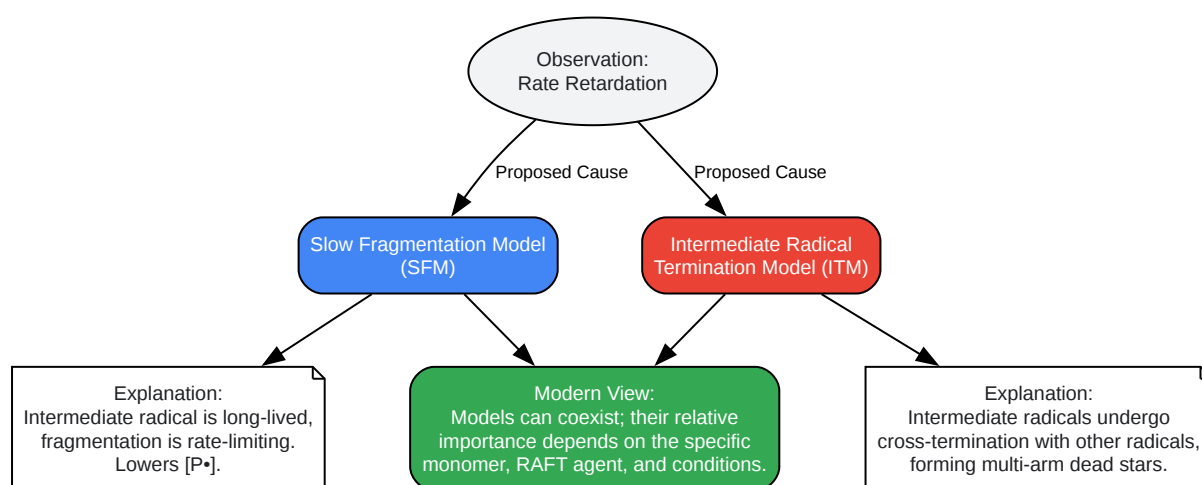 Observation:
Rate Retardation
Proposed Cause
Proposed Cause
Slow Fragmentation Model
(SFM)
Intermediate Radical
Termination Model (ITM)
Explanation:
Intermediate radical is long-lived,
fragmentation is rate-limiting.
Lowers [P•].
Modern View:
Models can coexist; their relative
importance depends on the specific
monomer, RAFT agent, and conditions.
Explanation:
Intermediate radicals undergo
cross-termination with other radicals,
forming multi-arm dead stars.